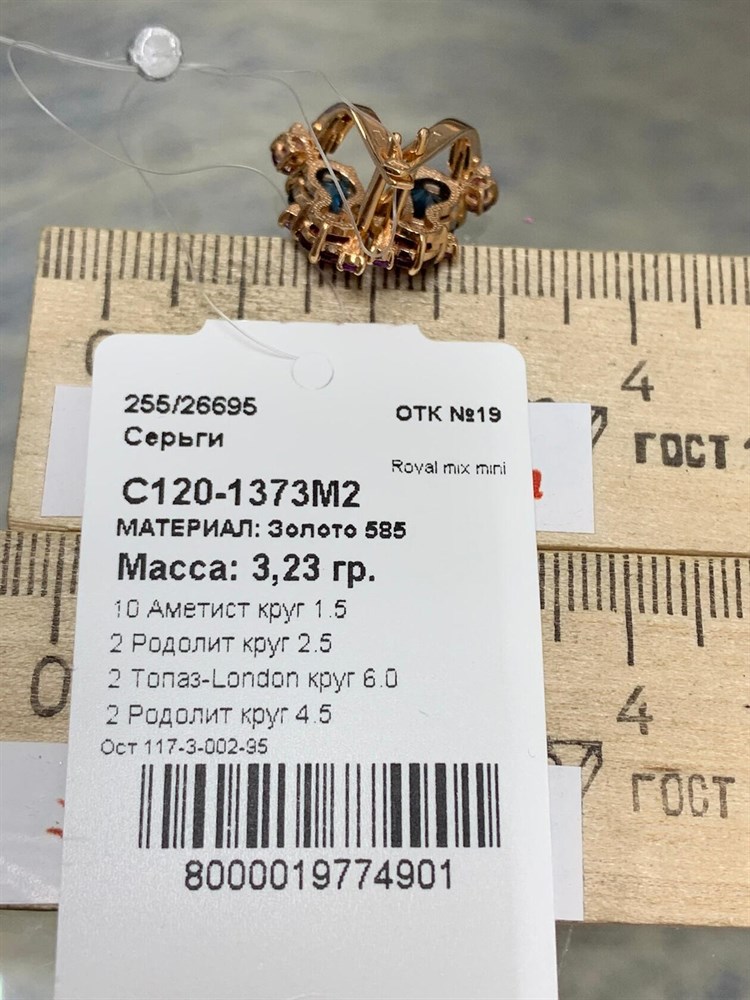 255/26695
ОТК №19
Серьги
Royal mix mini
С120-1373М2
МАТЕРИАЛ: Золото 585
Масса: 3,23 гр.
10 Аметист круг 1.5
2 Родолит круг 2.5
2 Топаз-London круг 6.0
2 Родолит круг 4.5
Ост 117-3-002-95
8000019774901
4
ГОСТ
0
4
ГОСТ